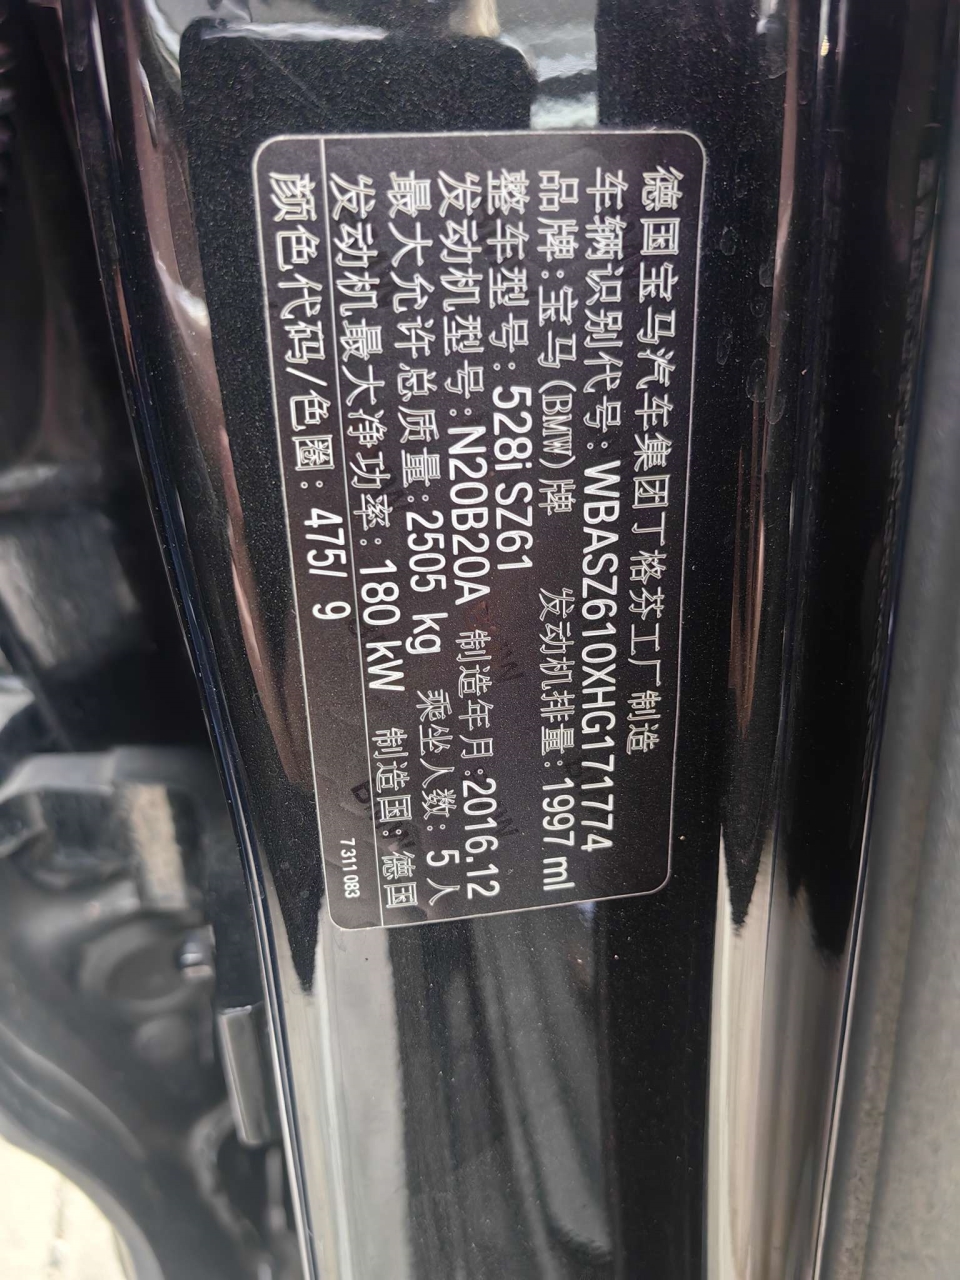 德国宝马汽车集团丁格芬工厂制造
车辆识别代号: WBASZ610XHG171774
品牌:宝马(BMW)牌 发动机排量:1997 ml
整车型号: 528i SZ61
发动机型号: N20B20A 制造年月:2016.12
最大允许总质量: 2505 kg 乘坐人数: 5 人
发动机最大净功率: 180 kW 制造国: 德国
颜色代码/色圈: 475/ 9
7 311 083